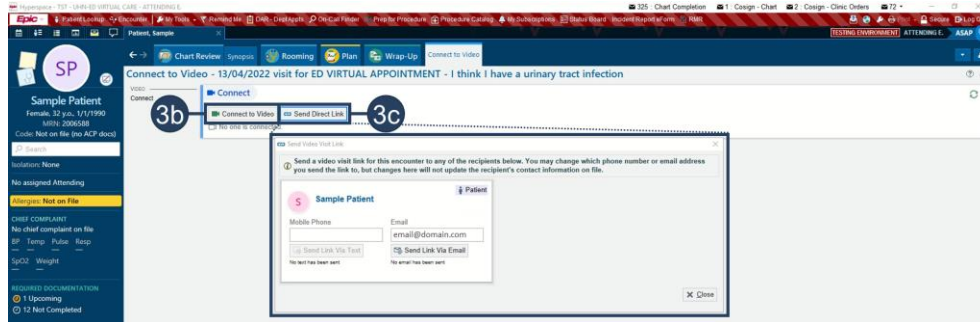 Hyperspace - TST - UHN-ED VIRTUAL CARE - ATTENDING E.
325 : Chart Completion 1 : Cosign - Chart 2 : Cosign - Clinic Orders 72
Epic Patient Lookup Encounter My Tools Remind Me DAR - DeptAppts On-Call Finder Prep for Procedure Procedure Catalog My Subscriptions Status Board Incident Report eForm RMR Print Secure Log Out
Patient, Sample ×
TESTING ENVIRONMENT ATTENDING E. ASAP
Chart Review Synopsis Rooming Plan Wrap-Up Connect to Video
SP
Connect to Video - 13/04/2022 visit for ED VIRTUAL APPOINTMENT - I think I have a urinary tract infection
VIDEO
Connect
Connect
3b
Connect to Video
Send Direct Link
3c
No one is connected.
Sample Patient
Female, 32 y.o., 1/1/1990
MRN: 2006588
Code: Not on file (no ACP docs)
Search
Isolation: None
No assigned Attending
Allergies: Not on File
CHIEF COMPLAINT
No chief complaint on file
BP Temp Pulse Resp
SpO2 Weight
REQUIRED DOCUMENTATION
1 Upcoming
12 Not Completed
Send Video Visit Link
Send a video visit link for this encounter to any of the recipients below. You may change which phone number or email address
you send the link to, but changes here will not update the recipient's contact information on file.
Patient
S
Sample Patient
Mobile Phone Email
email@domain.com
Send Link Via Text Send Link Via Email
No text has been sent No email has been sent
Close